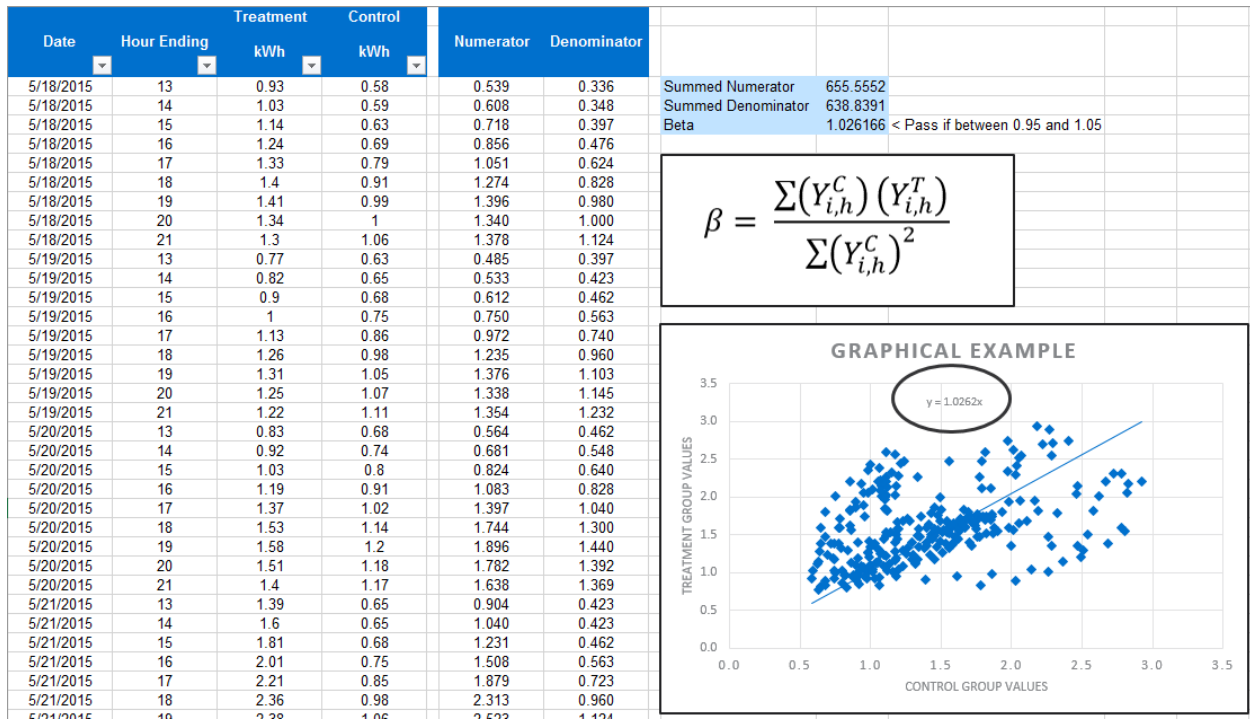 Treatment Control
Date Hour Ending kWh kWh Numerator Denominator
5/18/2015 13 0.93 0.58 0.539 0.336
5/18/2015 14 1.03 0.59 0.608 0.348
5/18/2015 15 1.14 0.63 0.718 0.397
5/18/2015 16 1.24 0.69 0.856 0.476
5/18/2015 17 1.33 0.79 1.051 0.624
5/18/2015 18 1.4 0.91 1.274 0.828
5/18/2015 19 1.41 0.99 1.396 0.980
5/18/2015 20 1.34 1 1.340 1.000
5/18/2015 21 1.3 1.06 1.378 1.124
5/19/2015 13 0.77 0.63 0.485 0.397
5/19/2015 14 0.82 0.65 0.533 0.423
5/19/2015 15 0.9 0.68 0.612 0.462
5/19/2015 16 1 0.75 0.750 0.563
5/19/2015 17 1.13 0.86 0.972 0.740
5/19/2015 18 1.26 0.98 1.235 0.960
5/19/2015 19 1.31 1.05 1.376 1.103
5/19/2015 20 1.25 1.07 1.338 1.145
5/19/2015 21 1.22 1.11 1.354 1.232
5/20/2015 13 0.83 0.68 0.564 0.462
5/20/2015 14 0.92 0.74 0.681 0.548
5/20/2015 15 1.03 0.8 0.824 0.640
5/20/2015 16 1.19 0.91 1.083 0.828
5/20/2015 17 1.37 1.02 1.397 1.040
5/20/2015 18 1.53 1.14 1.744 1.300
5/20/2015 19 1.58 1.2 1.896 1.440
5/20/2015 20 1.51 1.18 1.782 1.392
5/20/2015 21 1.4 1.17 1.638 1.369
5/21/2015 13 1.39 0.65 0.904 0.423
5/21/2015 14 1.6 0.65 1.040 0.423
5/21/2015 15 1.81 0.68 1.231 0.462
5/21/2015 16 2.01 0.75 1.508 0.563
5/21/2015 17 2.21 0.85 1.879 0.723
5/21/2015 18 2.36 0.98 2.313 0.960
5/21/2015 19 2.38 1.06 2.523 1.124
Summed Numerator 655.5552
Summed Denominator 638.8391
Beta 1.026166 < Pass if between 0.95 and 1.05
β = Σ(Y^C_{i,h}) (Y^T_{i,h}) / Σ(Y^C_{i,h})^2
GRAPHICAL EXAMPLE
y = 1.0262x
TREATMENT GROUP VALUES
3.5
3.0
2.5
2.0
1.5
1.0
0.5
0.0
0.0 0.5 1.0 1.5 2.0 2.5 3.0 3.5
CONTROL GROUP VALUES